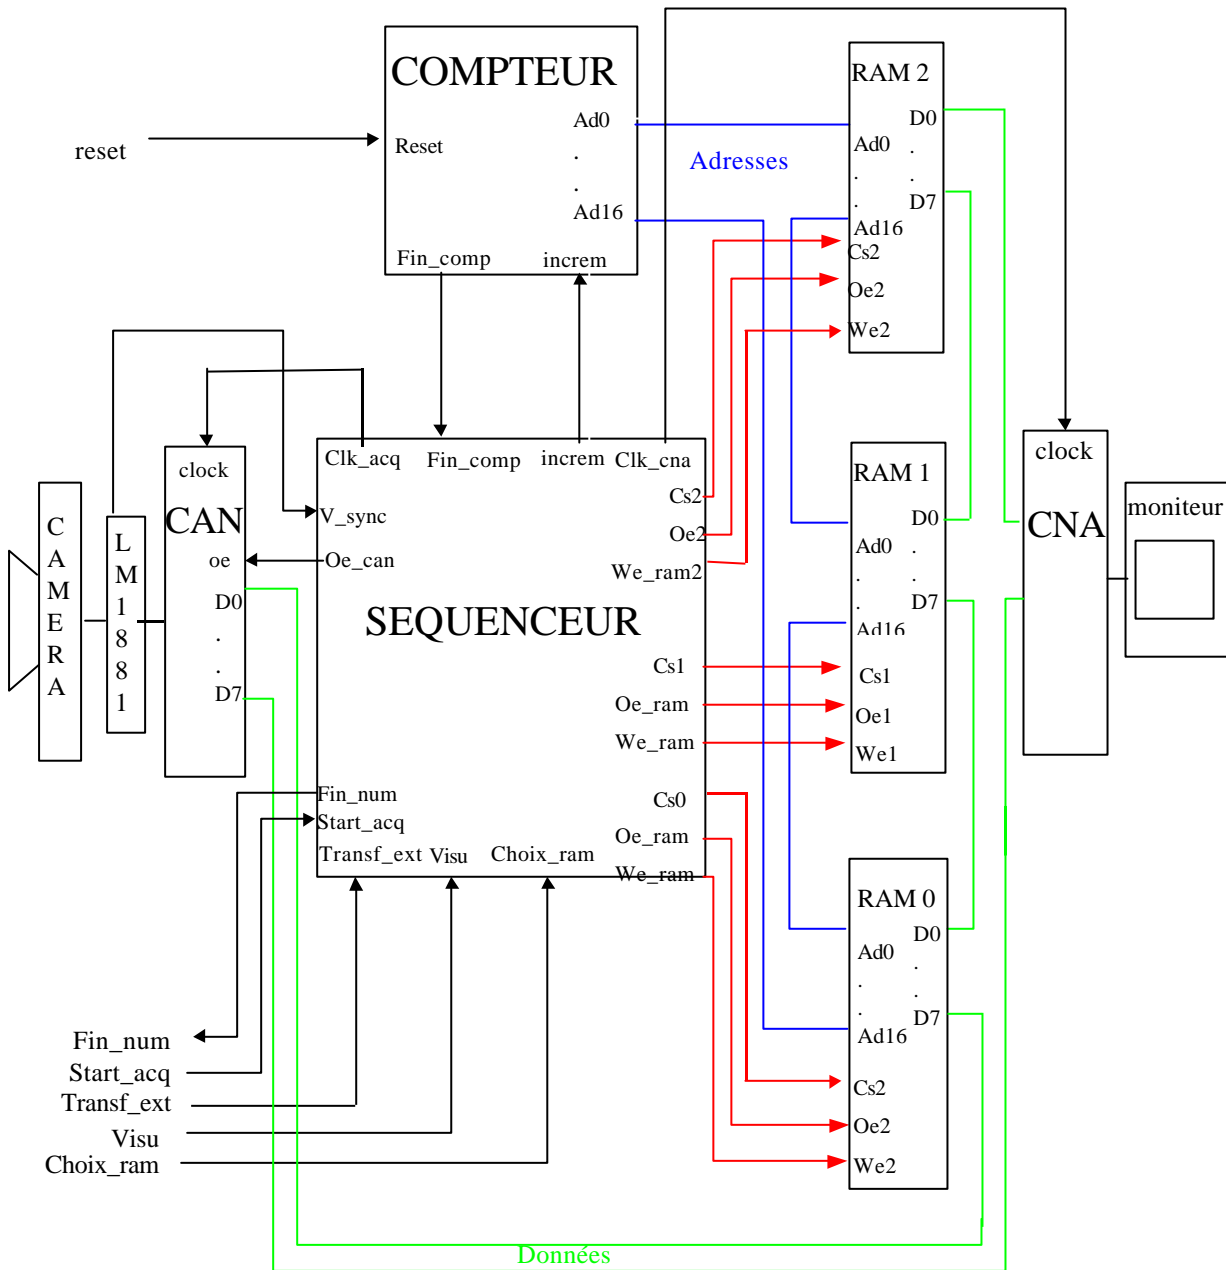 COMPTEUR
reset
Reset
Ad0
.
.
Ad16
Fin_comp
increm
Adresses
RAM 2
D0
.
.
D7
Ad0
.
.
Ad16
Cs2
Oe2
We2
CAMERA
LM1881
clock
CAN
oe
D0
.
.
D7
Clk_acq
Fin_comp
increm
Clk_cna
V_sync
Oe_can
SEQUENCEUR
Cs2
Oe2
We_ram2
Cs1
Oe_ram
We_ram
Cs0
Oe_ram
We_ram
Fin_num
Start_acq
Transf_ext
Visu
Choix_ram
RAM 1
D0
.
.
D7
Ad0
.
.
Ad16
Cs1
Oe1
We1
clock
CNA
moniteur
RAM 0
D0
.
.
D7
Ad0
.
.
Ad16
Cs2
Oe2
We2
Fin_num
Start_acq
Transf_ext
Visu
Choix_ram
Données